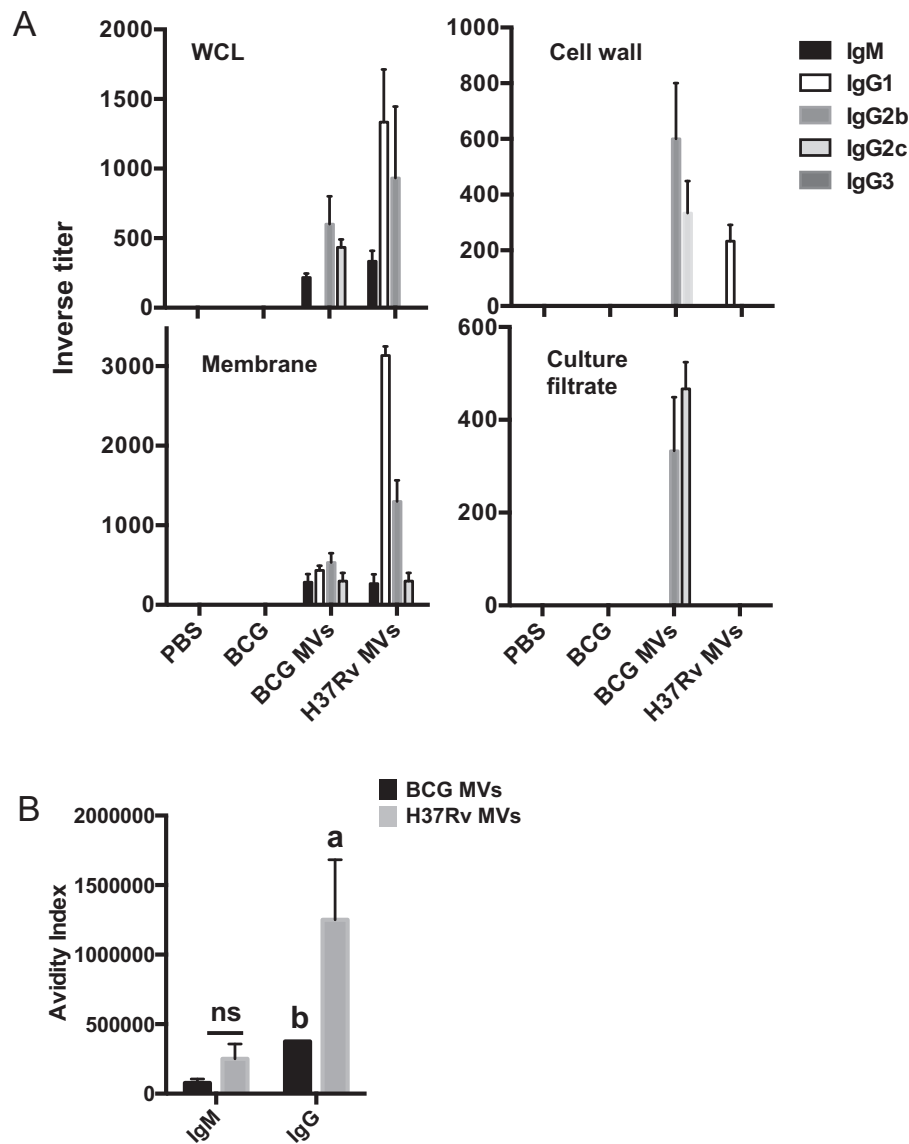 A
WCL
Cell wall
IgM
IgG1
IgG2b
IgG2c
IgG3
Inverse titer
2000
1500
1000
500
0
1000
800
600
400
200
0
Membrane
3000
2000
1000
0
Culture
filtrate
600
400
200
0
PBS
BCG
BCG MVs
H37Rv MVs
PBS
BCG
BCG MVs
H37Rv MVs
B
BCG MVs
H37Rv MVs
Avidity Index
2000000
1500000
1000000
500000
0
ns
b
a
IgM
IgG